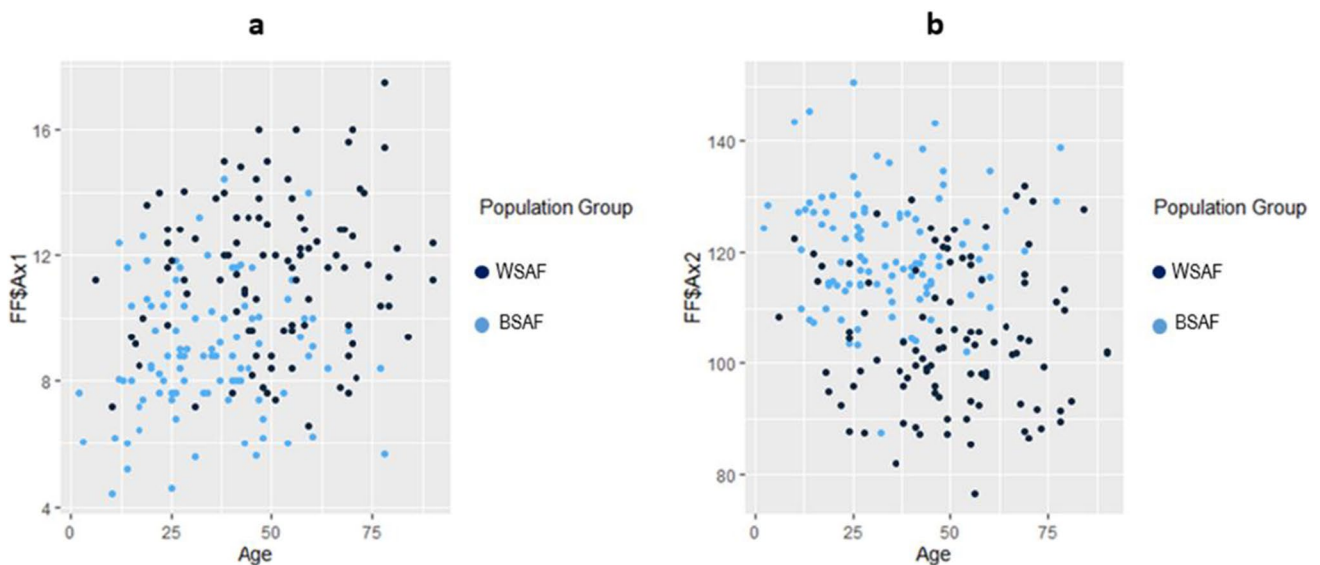 a
FF$Ax1
16
12
8
4
0
25
50
75
Age
Population Group
WSAF
BSAF
b
FF$Ax2
140
120
100
80
0
25
50
75
Age
Population Group
WSAF
BSAF